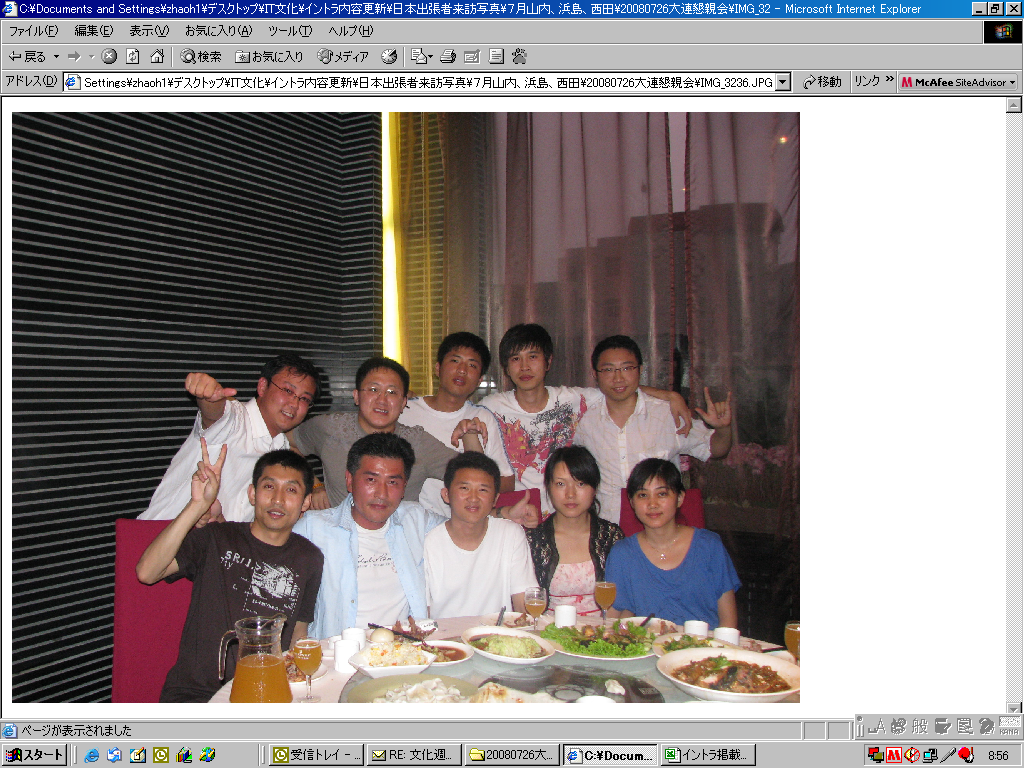 C:¥Documents and Settings¥zhaoh1¥デスクトップ¥IT文化¥イントラ内容更新¥日本出張者来訪写真¥7月山内、浜島、西田¥20080726大連懇親会¥IMG_32 - Microsoft Internet Explorer
ファイル(F) 編集(E) 表示(V) お気に入り(A) ツール(T) ヘルプ(H)
戻る 検索 お気に入り メディア
アドレス(D) Settings¥zhaoh1¥デスクトップ¥IT文化¥イントラ内容更新¥日本出張者来訪写真¥7月山内、浜島、西田¥20080726大連懇親会¥IMG_3236.JPG 移動 リンク » McAfee SiteAdvisor
ページが表示されました
A 般 KANA
スタート 受信トレイ - ... RE: 文化週... 20080726大... C:¥Docum... イントラ掲載... 8:56